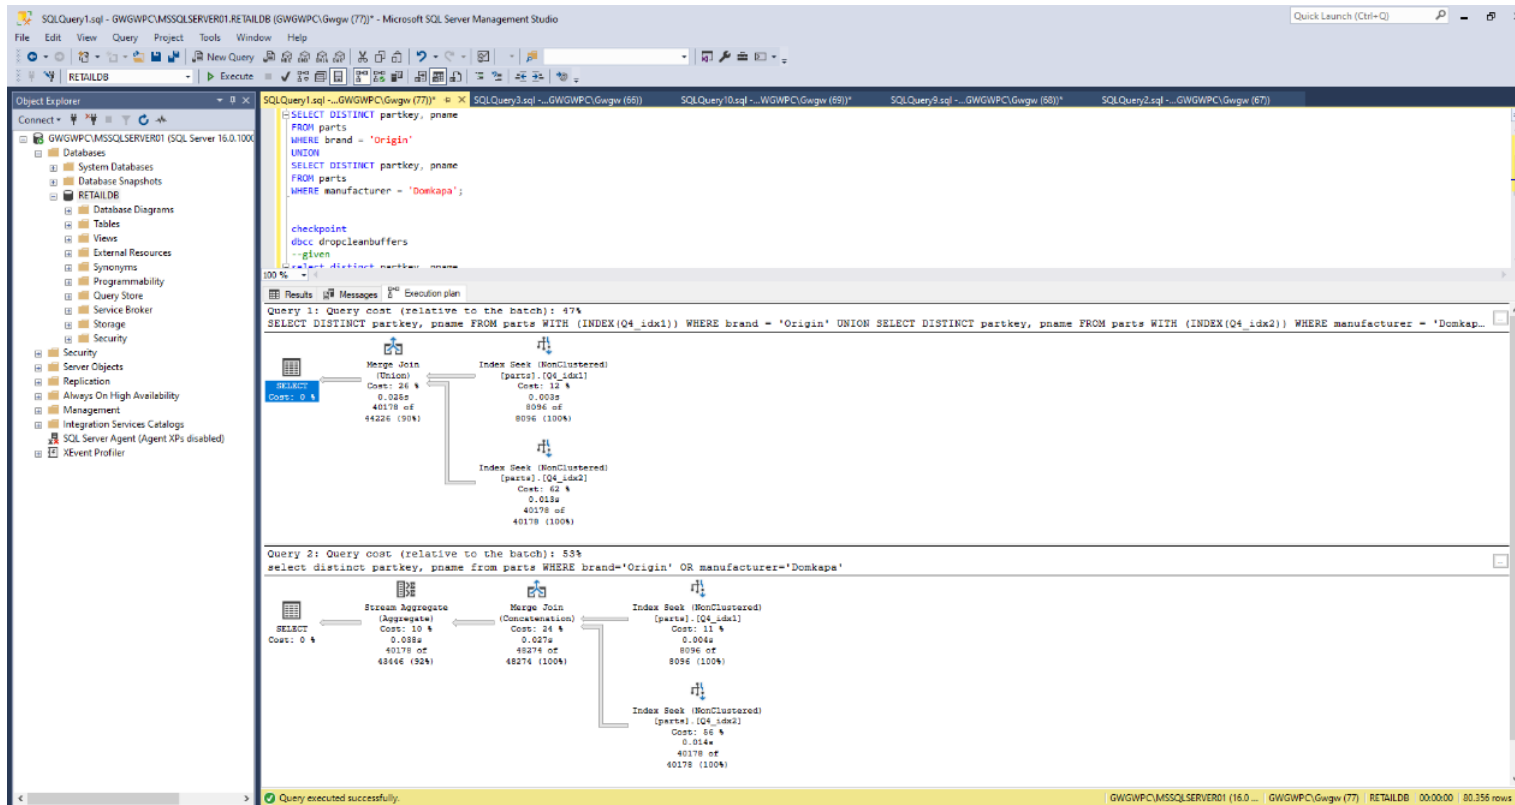 SQLQuery1.sql - GWGWPC\MSSQLSERVER01.RETAILDB (GWGWPC\Gwgw (77))* - Microsoft SQL Server Management Studio
Quick Launch (Ctrl+Q)
File Edit View Query Project Tools Window Help
New Query
RETAILDB
Execute
Object Explorer
Connect
GWGWPC\MSSQLSERVER01 (SQL Server 16.0.1000
Databases
System Databases
Database Snapshots
RETAILDB
Database Diagrams
Tables
Views
External Resources
Synonyms
Programmability
Query Store
Service Broker
Storage
Security
Security
Server Objects
Replication
Always On High Availability
Management
Integration Services Catalogs
SQL Server Agent (Agent XPs disabled)
XEvent Profiler
SQLQuery1.sql -...GWGWPC\Gwgw (77))* SQLQuery3.sql -...GWGWPC\Gwgw (66)) SQLQuery10.sql -...WGWPC\Gwgw (69))* SQLQuery9.sql -...GWGWPC\Gwgw (68))* SQLQuery2.sql -...GWGWPC\Gwgw (67))
SELECT DISTINCT partkey, pname
FROM parts
WHERE brand = 'Origin'
UNION
SELECT DISTINCT partkey, pname
FROM parts
WHERE manufacturer = 'Domkapa';
checkpoint
dbcc dropcleanbuffers
--given
select distinct partkey, pname
100 %
Results Messages Execution plan
Query 1: Query cost (relative to the batch): 47%
SELECT DISTINCT partkey, pname FROM parts WITH (INDEX(Q4_idx1)) WHERE brand = 'Origin' UNION SELECT DISTINCT partkey, pname FROM parts WITH (INDEX(Q4_idx2)) WHERE manufacturer = 'Domkap...
SELECT
Cost: 0 %
Merge Join
(Union)
Cost: 26 %
0.025s
40178 of
44226 (90%)
Index Seek (NonClustered)
[parts].[Q4_idx1]
Cost: 12 %
0.003s
8096 of
8096 (100%)
Index Seek (NonClustered)
[parts].[Q4_idx2]
Cost: 62 %
0.013s
40178 of
40178 (100%)
Query 2: Query cost (relative to the batch): 53%
select distinct partkey, pname from parts WHERE brand='Origin' OR manufacturer='Domkapa'
SELECT
Cost: 0 %
Stream Aggregate
(Aggregate)
Cost: 10 %
0.038s
40178 of
43446 (92%)
Merge Join
(Concatenation)
Cost: 24 %
0.027s
48274 of
48274 (100%)
Index Seek (NonClustered)
[parts].[Q4_idx1]
Cost: 11 %
0.004s
8096 of
8096 (100%)
Index Seek (NonClustered)
[parts].[Q4_idx2]
Cost: 56 %
0.014s
40178 of
40178 (100%)
Query executed successfully.
GWGWPC\MSSQLSERVER01 (16.0 ... GWGWPC\Gwgw (77) RETAILDB 00:00:00 80,356 rows